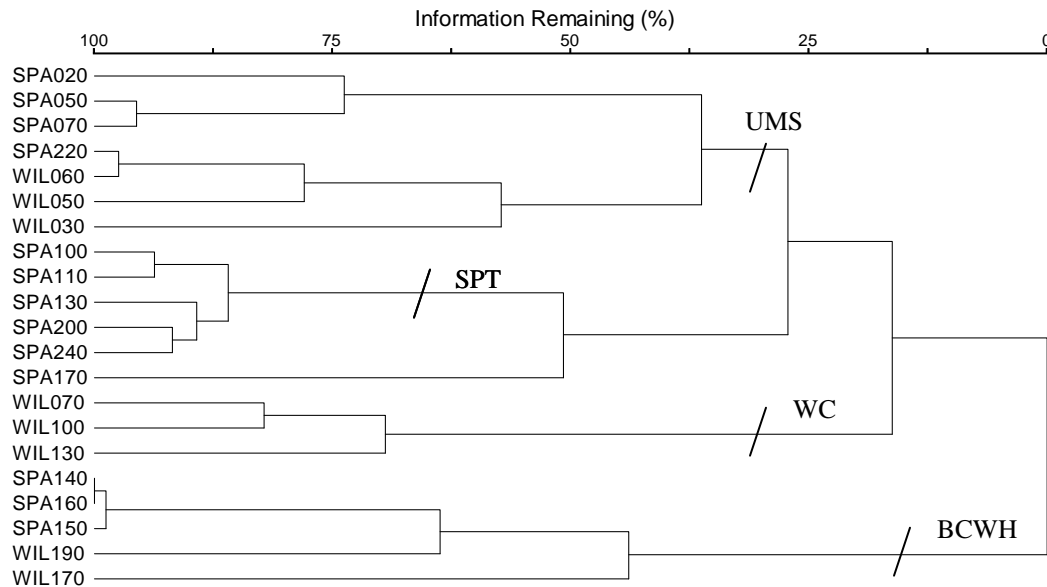 Information Remaining (%)
100 75 50 25 0
SPA020
SPA050
SPA070
UMS
SPA220
WIL060
WIL050
WIL030
SPA100
SPA110
SPT
SPA130
SPA200
SPA240
SPA170
WIL070
WC
WIL100
WIL130
SPA140
SPA160
SPA150
BCWH
WIL190
WIL170